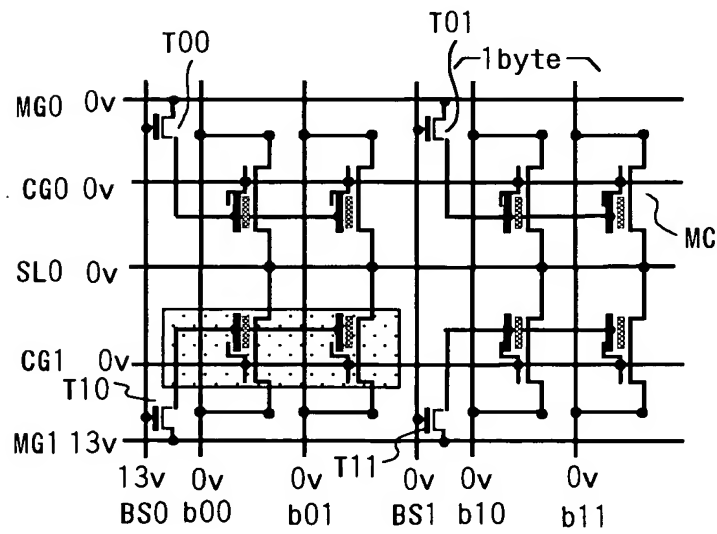 T00
T01
1byte
MG0 0v
CG0 0v
MC
SL0 0v
CG1 0v
T10
MG1 13v
T11
13v 0v 0v 0v 0v 0v
BS0 b00 b01 BS1 b10 b11